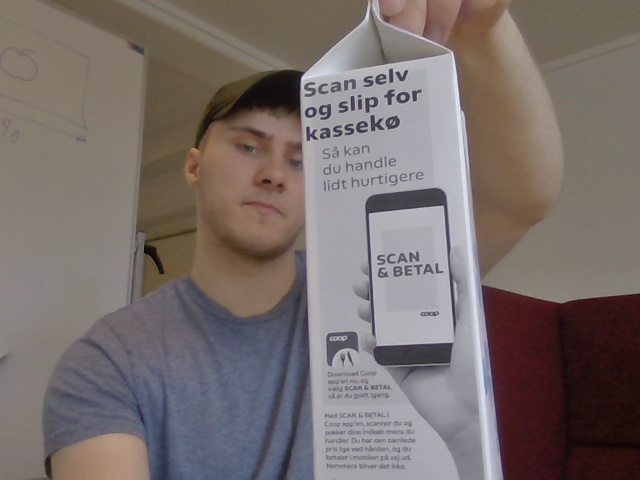 Scan selv
og slip for
kassekø
Så kan
du handle
lidt hurtigere
SCAN
& BETAL
coop
coop
Download Coop
app'en nu, og
vælg SCAN & BETAL
så er du godt igang.
Med SCAN & BETAL i
Coop app'en, scanner du og
pakker dine indkøb mens du
handler. Du har den samlede
pris lige ved hånden, og du
betaler i mobilen på vej ud.
Nemmere bliver det ikke.